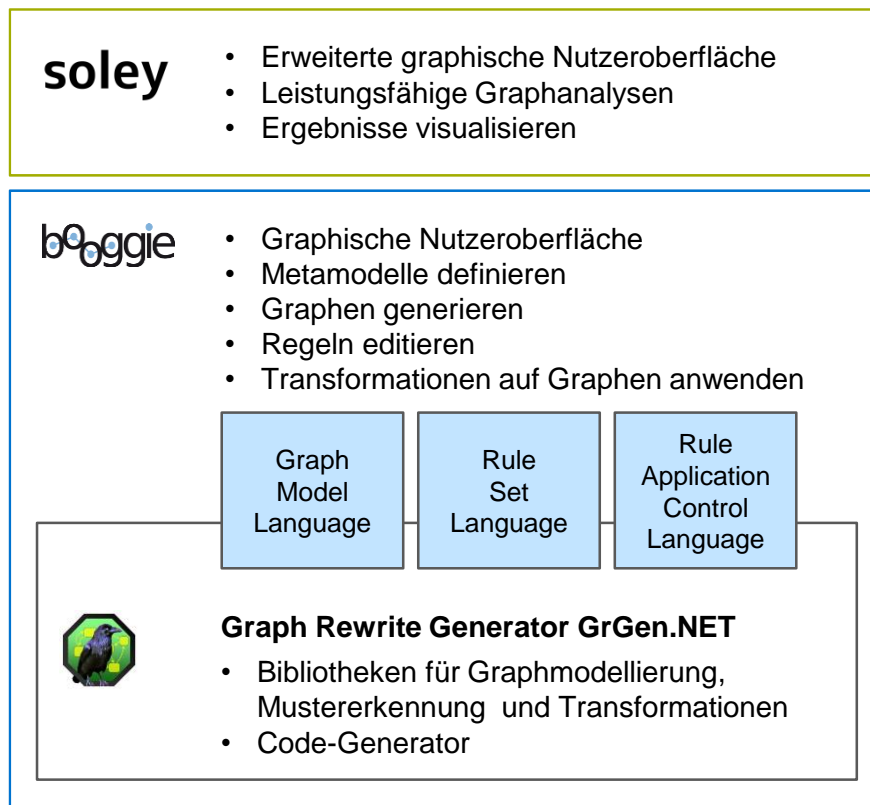 soley
• Erweiterte graphische Nutzeroberfläche
• Leistungsfähige Graphanalysen
• Ergebnisse visualisieren
booggie
• Graphische Nutzeroberfläche
• Metamodelle definieren
• Graphen generieren
• Regeln editieren
• Transformationen auf Graphen anwenden
Graph
Model
Language
Rule
Set
Language
Rule
Application
Control
Language
Graph Rewrite Generator GrGen.NET
• Bibliotheken für Graphmodellierung,
Mustererkennung und Transformationen
• Code-Generator